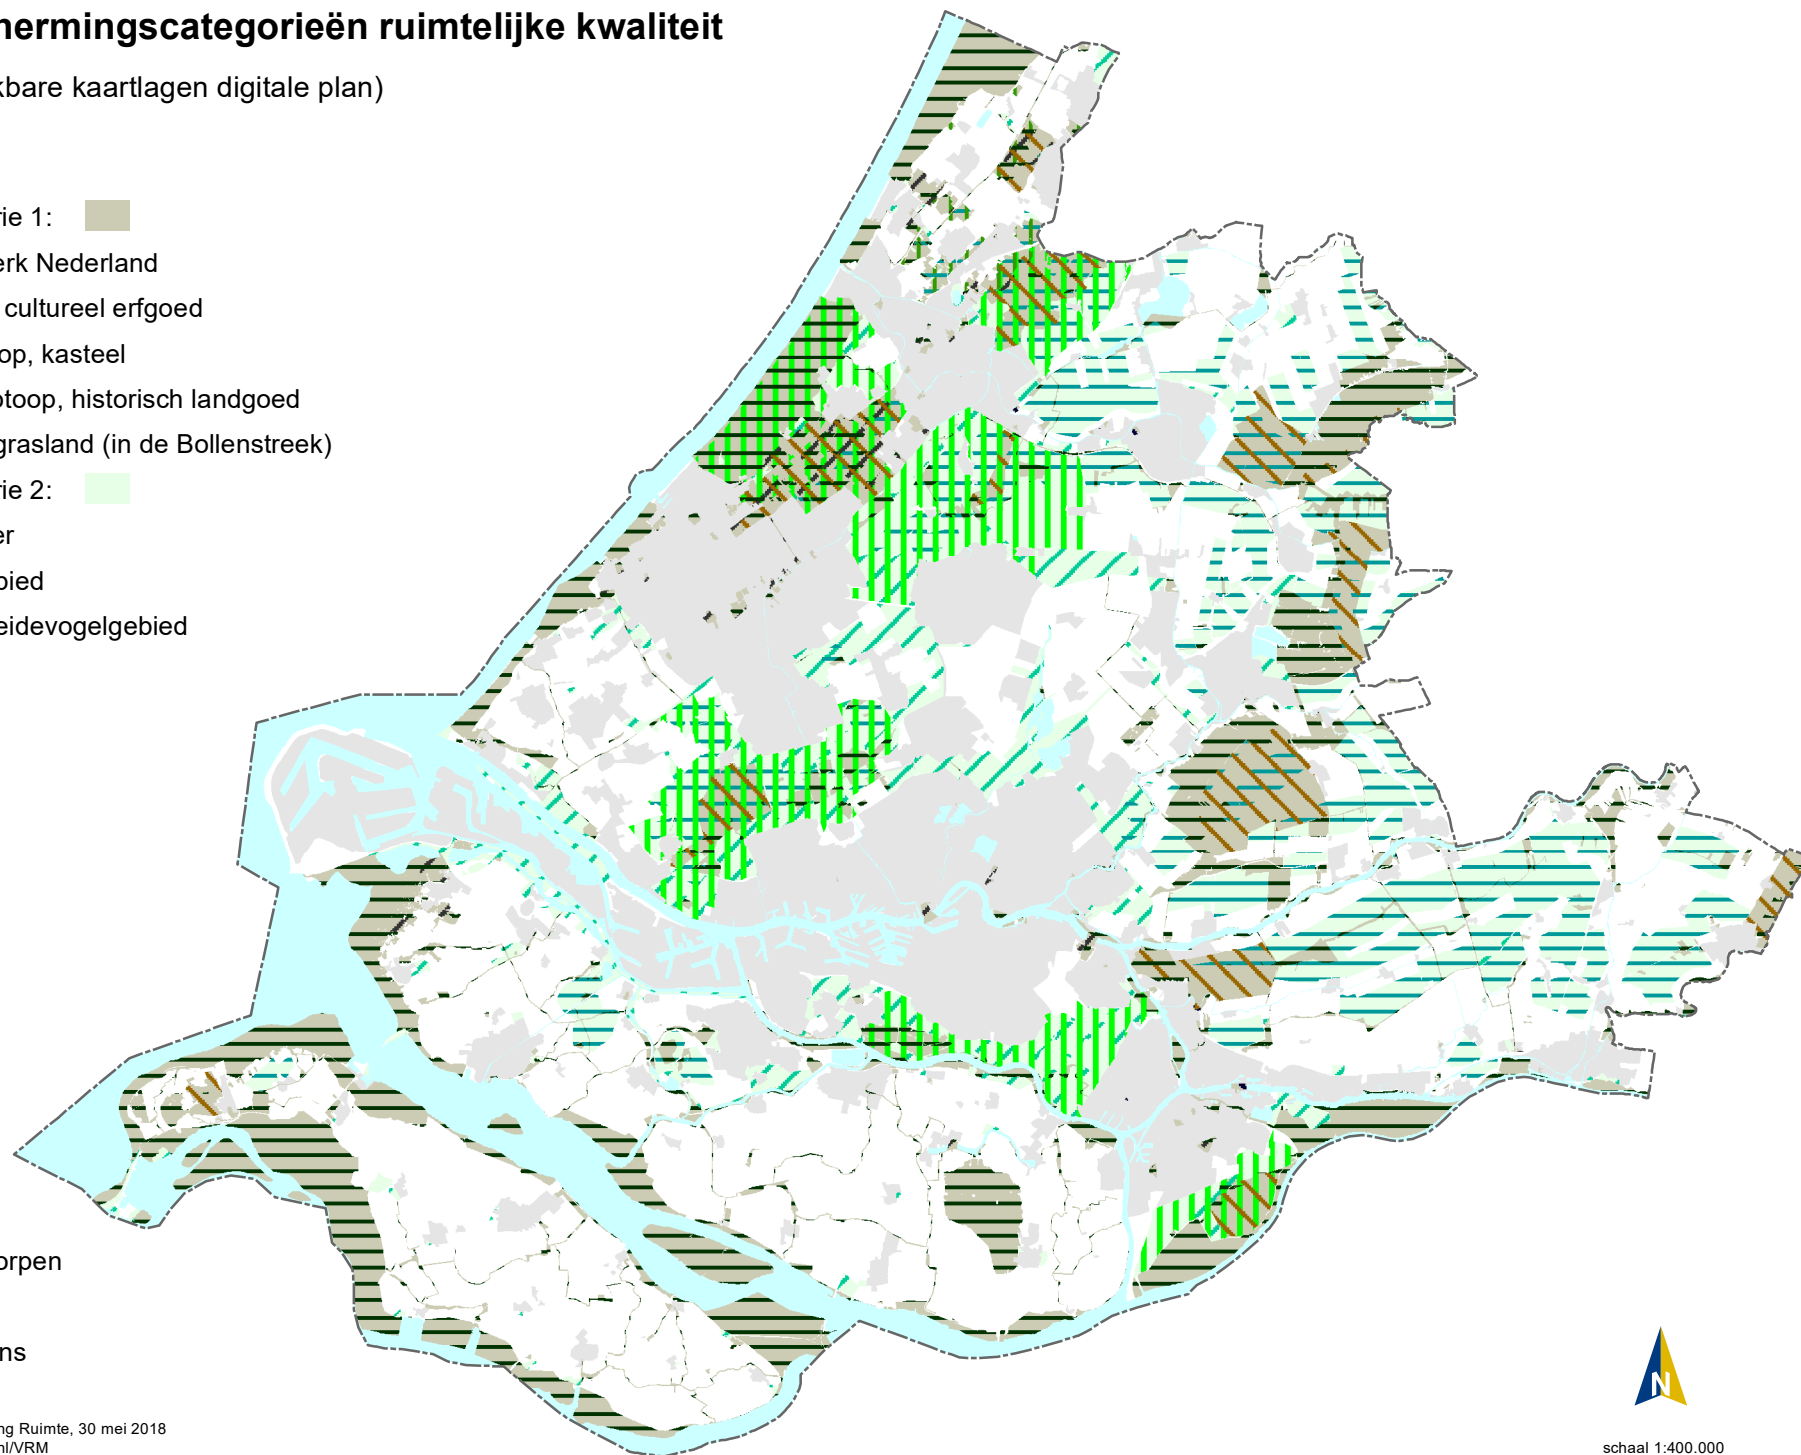 hermingscategorieën ruimtelijke kwaliteit
kbare kaartlagen digitale plan)
rie 1:
erk Nederland
cultureel erfgoed
op, kasteel
otoop, historisch landgoed
grasland (in de Bollenstreek)
rie 2:
er
bied
eidevogelgebied
orpen
ns
ng Ruimte, 30 mei 2018
nl/VRM
N
schaal 1:400.000